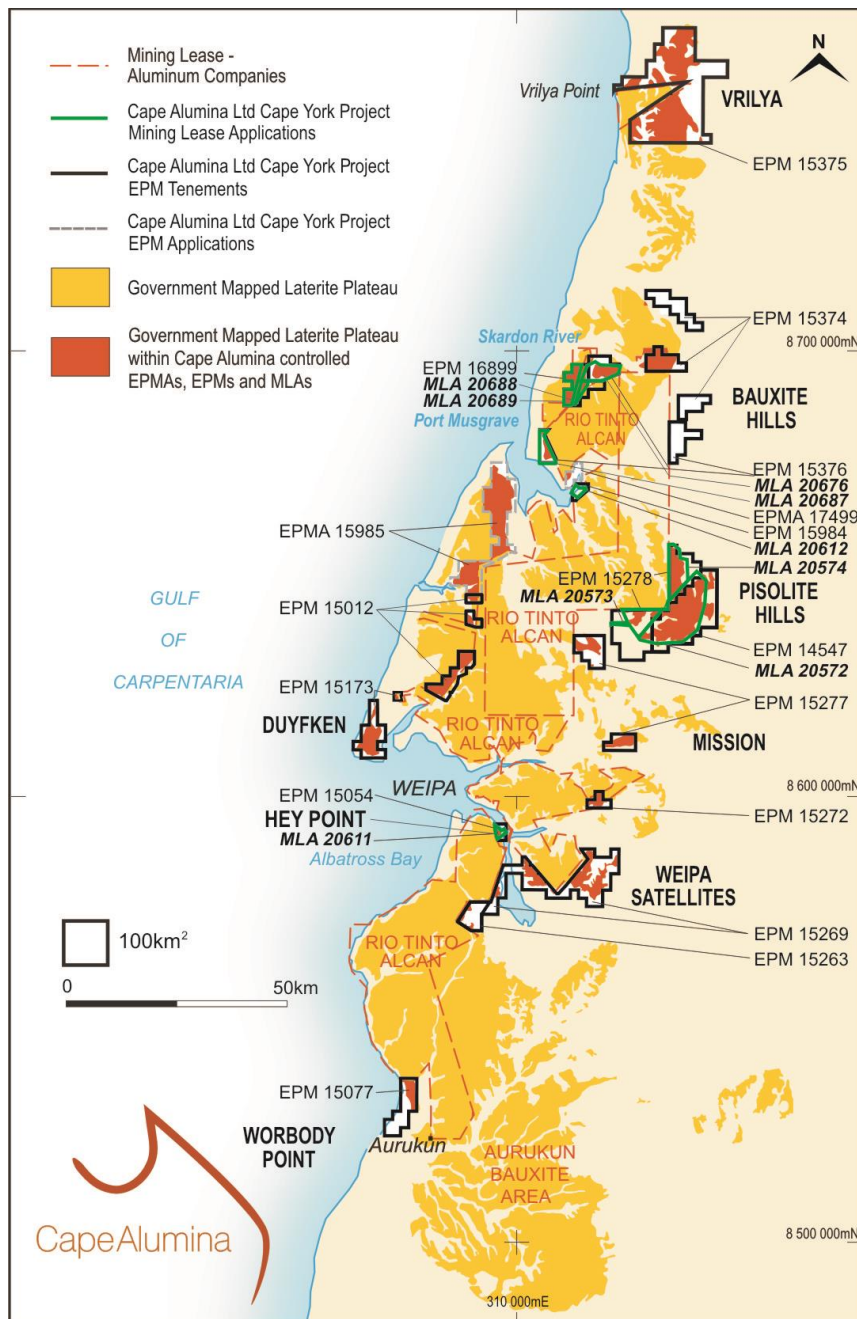 Mining Lease -
Aluminum Companies
Cape Alumina Ltd Cape York Project
Mining Lease Applications
Cape Alumina Ltd Cape York Project
EPM Tenements
Cape Alumina Ltd Cape York Project
EPM Applications
Government Mapped Laterite Plateau
Government Mapped Laterite Plateau
within Cape Alumina controlled
EPMAs, EPMs and MLAs
N
Vrilya Point
VRILYA
EPM 15375
EPM 15374
Skardon River
8 700 000mN
EPM 16899
MLA 20688
MLA 20689
Port Musgrave
RIO TINTO
ALCAN
BAUXITE
HILLS
EPM 15376
MLA 20676
MLA 20687
EPMA 17499
EPM 15984
MLA 20612
MLA 20574
EPMA 15985
EPM 15278
MLA 20573
PISOLITE
HILLS
EPM 15012
GULF
OF
CARPENTARIA
RIO TINTO
ALCAN
EPM 14547
MLA 20572
EPM 15173
EPM 15277
DUYFKEN
RIO TINTO
ALCAN
MISSION
WEIPA
8 600 000mN
EPM 15054
HEY POINT
MLA 20611
Albatross Bay
EPM 15272
WEIPA
SATELLITES
100km²
0
50km
RIO TINTO
ALCAN
EPM 15269
EPM 15263
EPM 15077
WORBODY
POINT
Aurukun
AURUKUN
BAUXITE
AREA
CapeAlumina
8 500 000mN
310 000mE